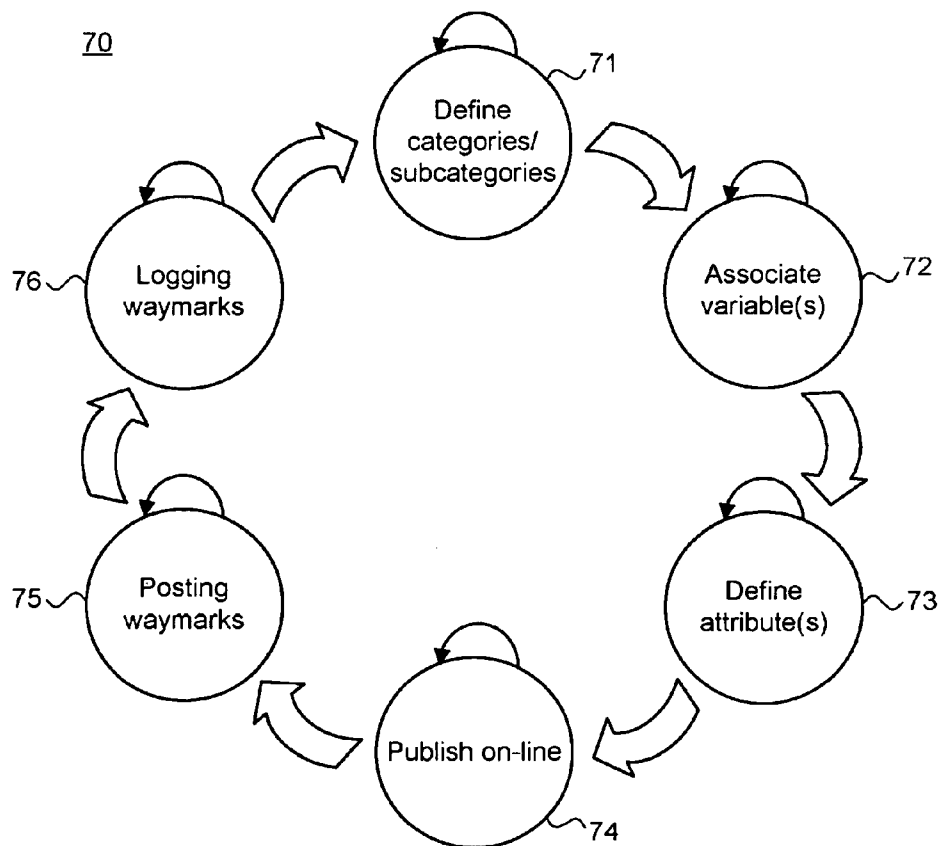 70
71
Define
categories/
subcategories
72
Associate
variable(s)
73
Define
attribute(s)
74
Publish on-line
75
Posting
waymarks
76
Logging
waymarks